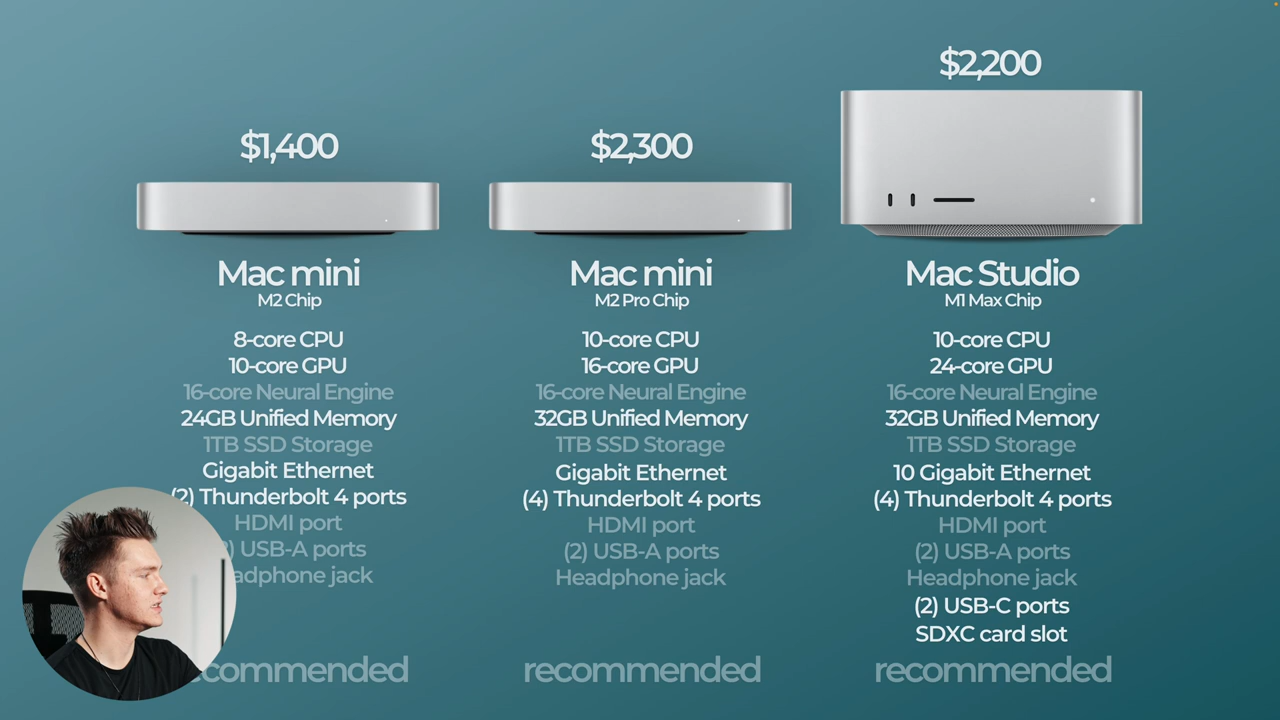 $1,400
Mac mini
M2 Chip
8-core CPU
10-core GPU
16-core Neural Engine
24GB Unified Memory
1TB SSD Storage
Gigabit Ethernet
(2) Thunderbolt 4 ports
HDMI port
) USB-A ports
adphone jack
commended
$2,300
Mac mini
M2 Pro Chip
10-core CPU
16-core GPU
16-core Neural Engine
32GB Unified Memory
1TB SSD Storage
Gigabit Ethernet
(4) Thunderbolt 4 ports
HDMI port
(2) USB-A ports
Headphone jack
recommended
$2,200
Mac Studio
M1 Max Chip
10-core CPU
24-core GPU
16-core Neural Engine
32GB Unified Memory
1TB SSD Storage
10 Gigabit Ethernet
(4) Thunderbolt 4 ports
HDMI port
(2) USB-A ports
Headphone jack
(2) USB-C ports
SDXC card slot
recommended